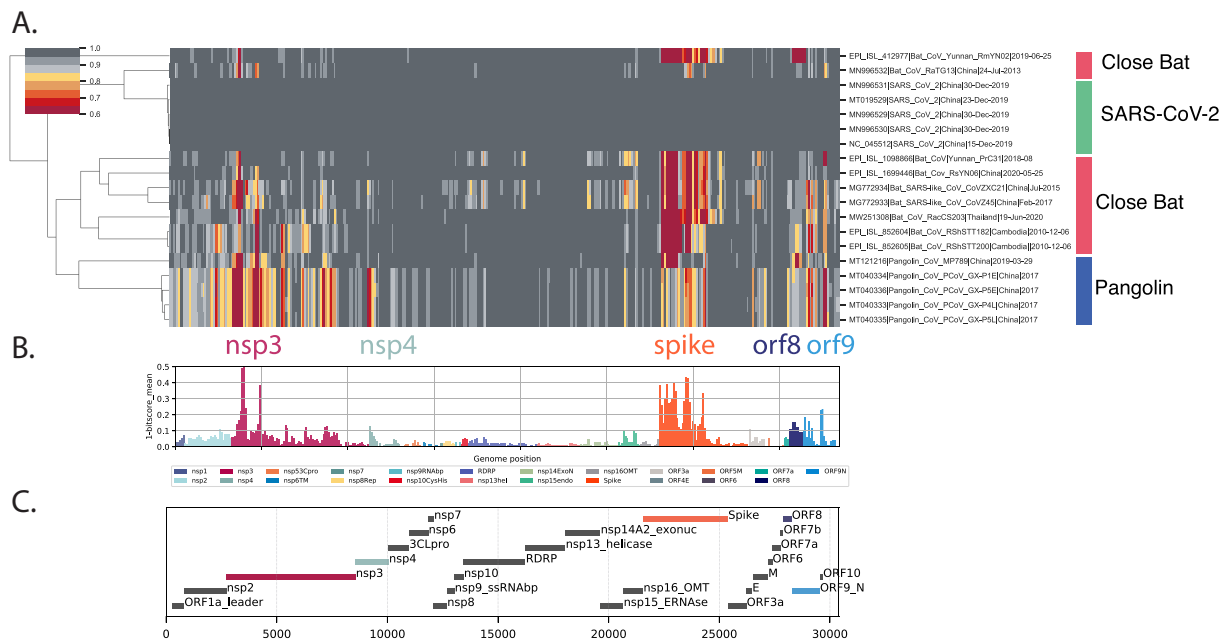 A.
1.0
0.8
0.7
0.6
EPI_ISL_412977|Bat_CoV_Yunnan_RmYN02|2019-06-25
MN996532|Bat_CoV_RaTG13|China|24-Jul-2013
MN996531|SARS_CoV_2|China|30-Dec-2019
MT019529|SARS_CoV_2|China|23-Dec-2019
MN996529|SARS_CoV_2|China|30-Dec-2019
MN996530|SARS_CoV_2|China|30-Dec-2019
NC_045512|SARS_CoV_2|China|15-Dec-2019
EPI_ISL_1098866|Bat_CoV|Yunnan_PrC31|2018-08
EPI_ISL_1699446|Bat_Cov_RsYN06|China|2020-05-25
MG772934|Bat_SARS-like_CoV_CoVZXC21|China|Jul-2015
MG772933|Bat_SARS-like_CoV_CoVZ45|China|Feb-2017
MW251308|Bat_CoV_RacCS203|Thailand|19-Jun-2020
EPI_ISL_852604|Bat_CoV_RShSTT182|Cambodia|2010-12-06
EPI_ISL_852605|Bat_CoV_RShSTT200|Cambodia||2010-12-06
MT121216|Pangolin_CoV_MP789|China|2019-03-29
MT040334|Pangolin_CoV_PCoV_GX-P1E|China|2017
MT040336|Pangolin_CoV_PCoV_GX-P5E|China|2017
MT040333|Pangolin_CoV_PCoV_GX-P4L|China|2017
MT040335|Pangolin_CoV_PCoV_GX-P5L|China|2017
Close Bat
SARS-CoV-2
Close Bat
Pangolin
B.
nsp3
nsp4
spike
orf8
orf9
1-bitscore_mean
0.5
0.4
0.3
0.2
0.1
0.0
Genome position
nsp1
nsp3
nsp53Cpro
nsp7
nsp9RNAbp
RDRP
nsp14ExoN
nsp16OMT
ORF3a
ORF5M
ORF7a
ORF9N
nsp2
nsp4
nsp6TM
nsp8Rep
nsp10CysHis
nsp13hel
nsp15endo
Spike
ORF4E
ORF6
ORF8
C.
nsp7
Spike
ORF8
nsp6
nsp14A2_exonuc
ORF7b
3CLpro
nsp13_helicase
ORF7a
nsp4
RDRP
ORF6
nsp3
nsp10
M
ORF10
nsp2
nsp9_ssRNAbp
nsp16_OMT
E
ORF9_N
ORF1a_leader
nsp8
nsp15_ERNAse
ORF3a
0
5000
10000
15000
20000
25000
30000